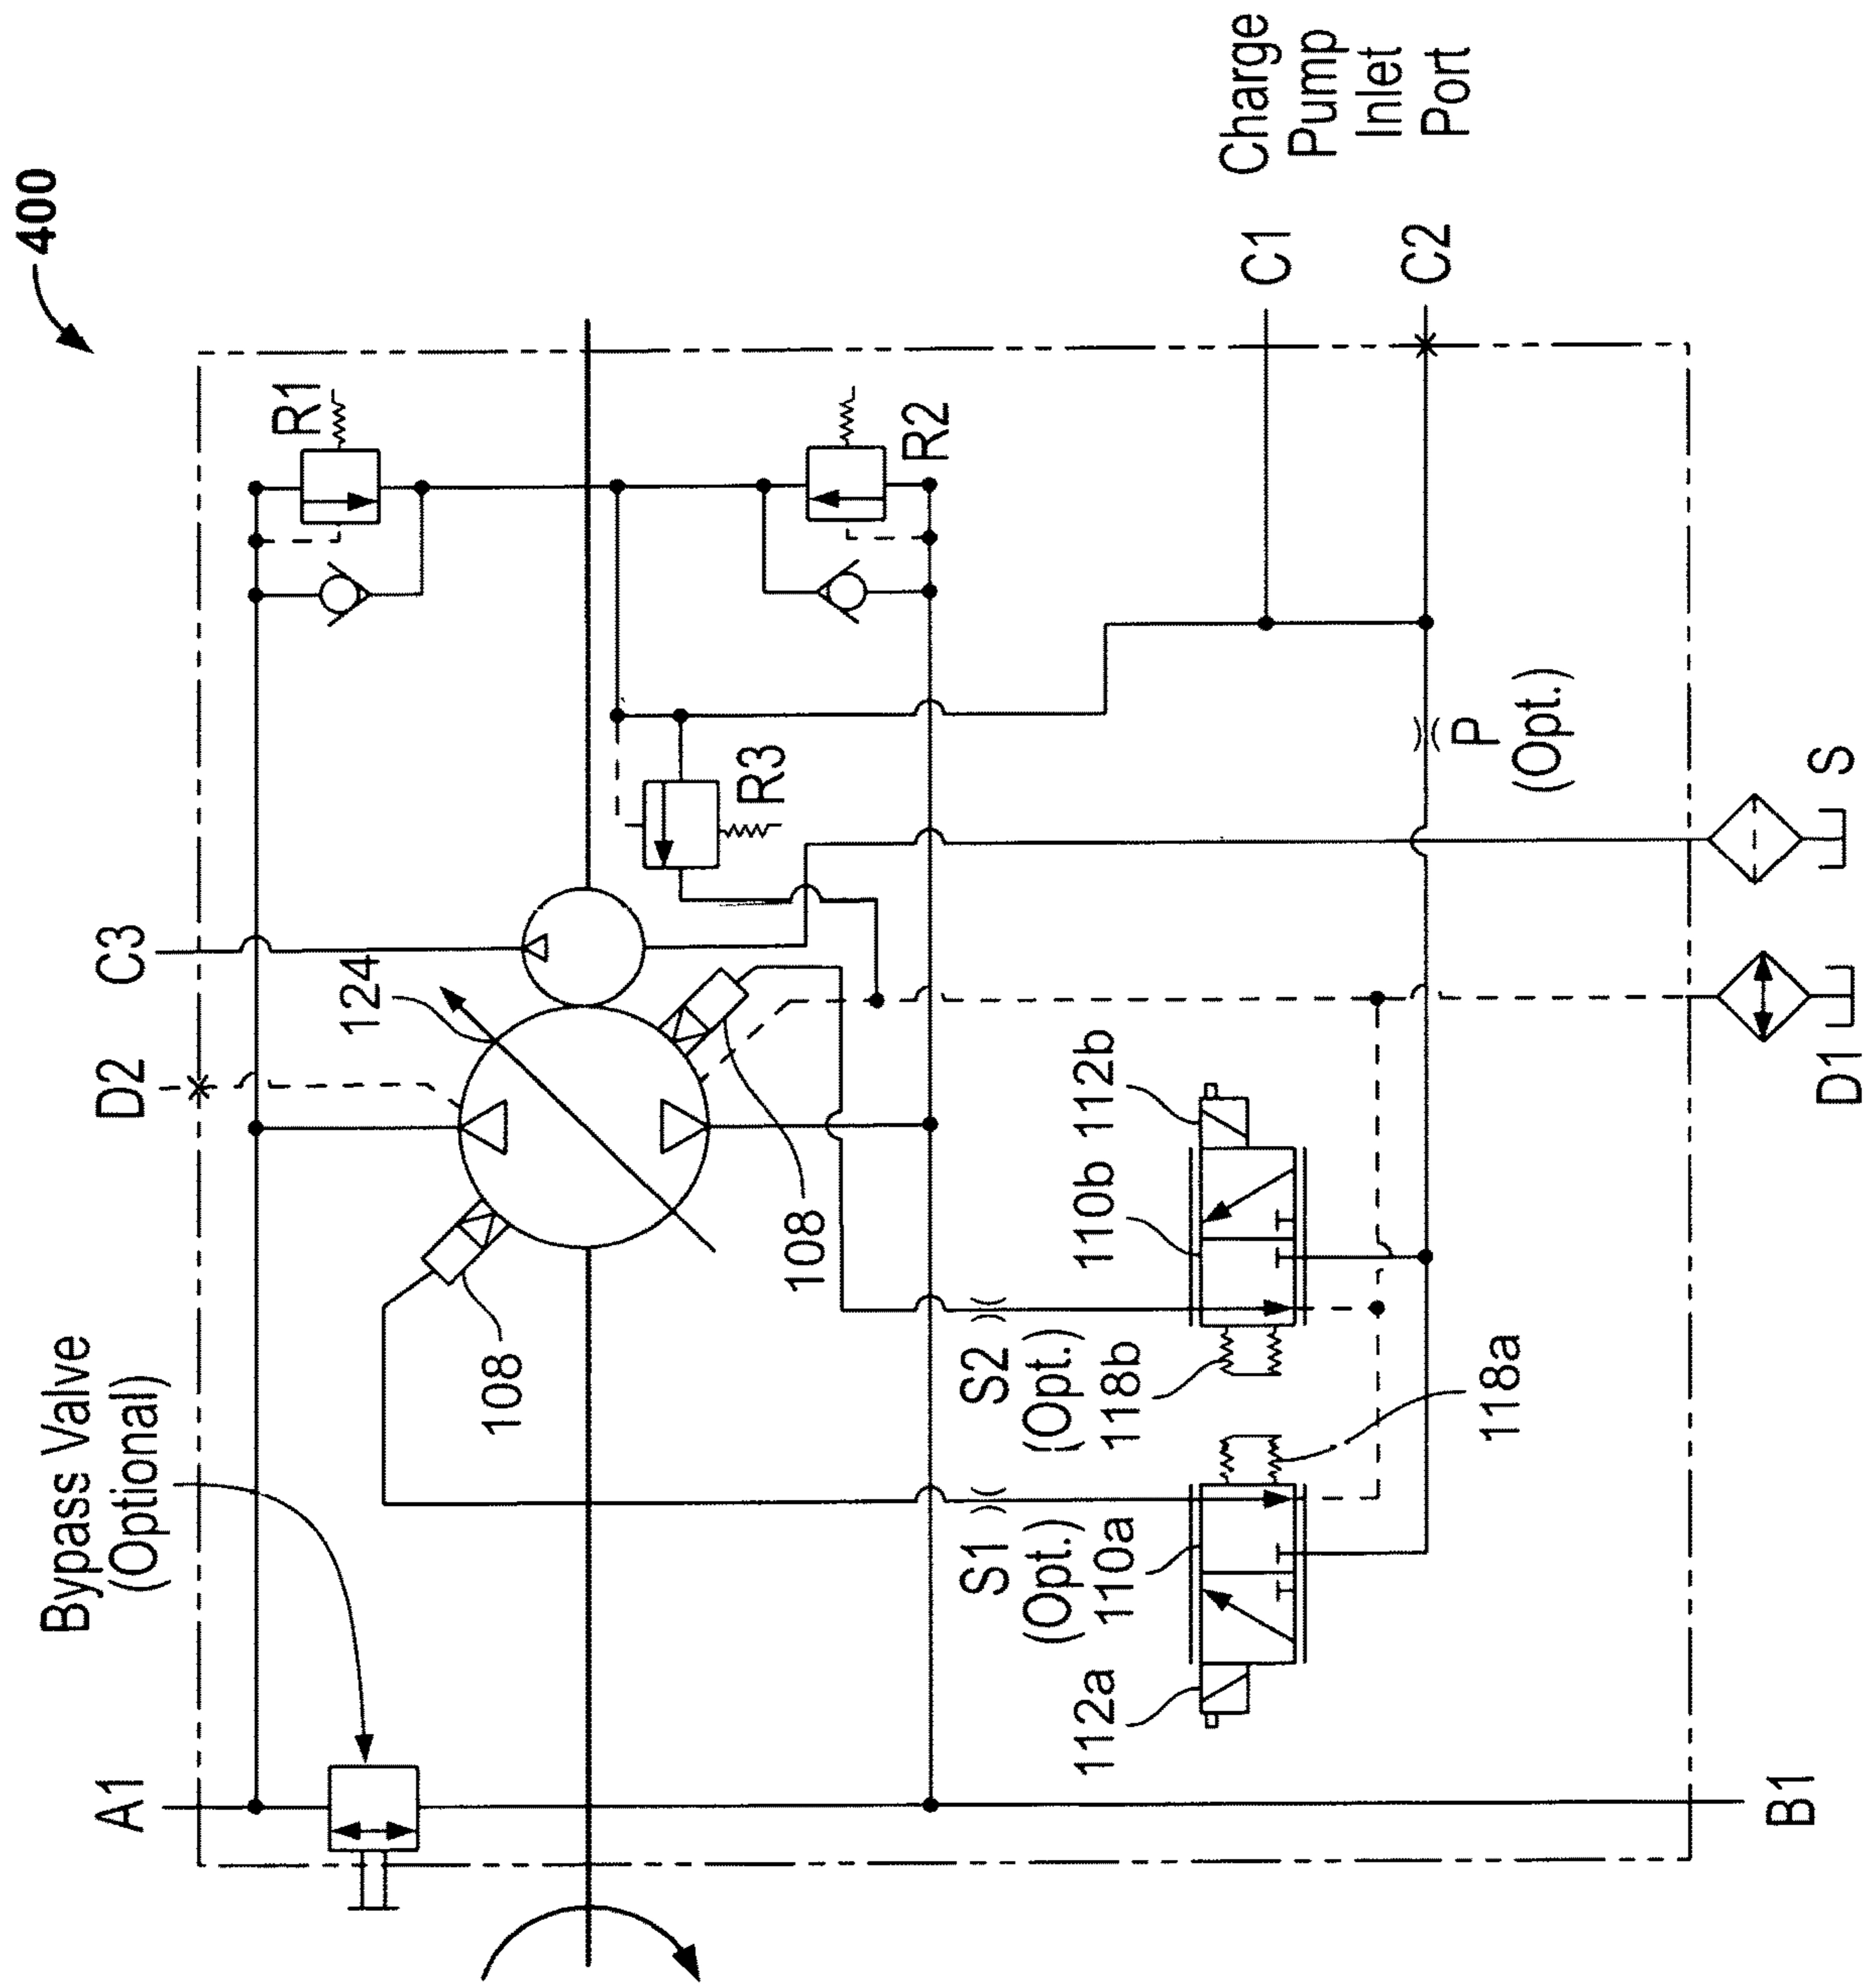 400
Charge
Pump
Inlet
Port
C1
C2
R1
R2
R3
P
(Opt.)
S
C3
124
D2
D1
108
108
110b
112b
S2
(Opt.)
118b
118a
S1
(Opt.)
110a
112a
Bypass Valve
(Optional)
A1
B1